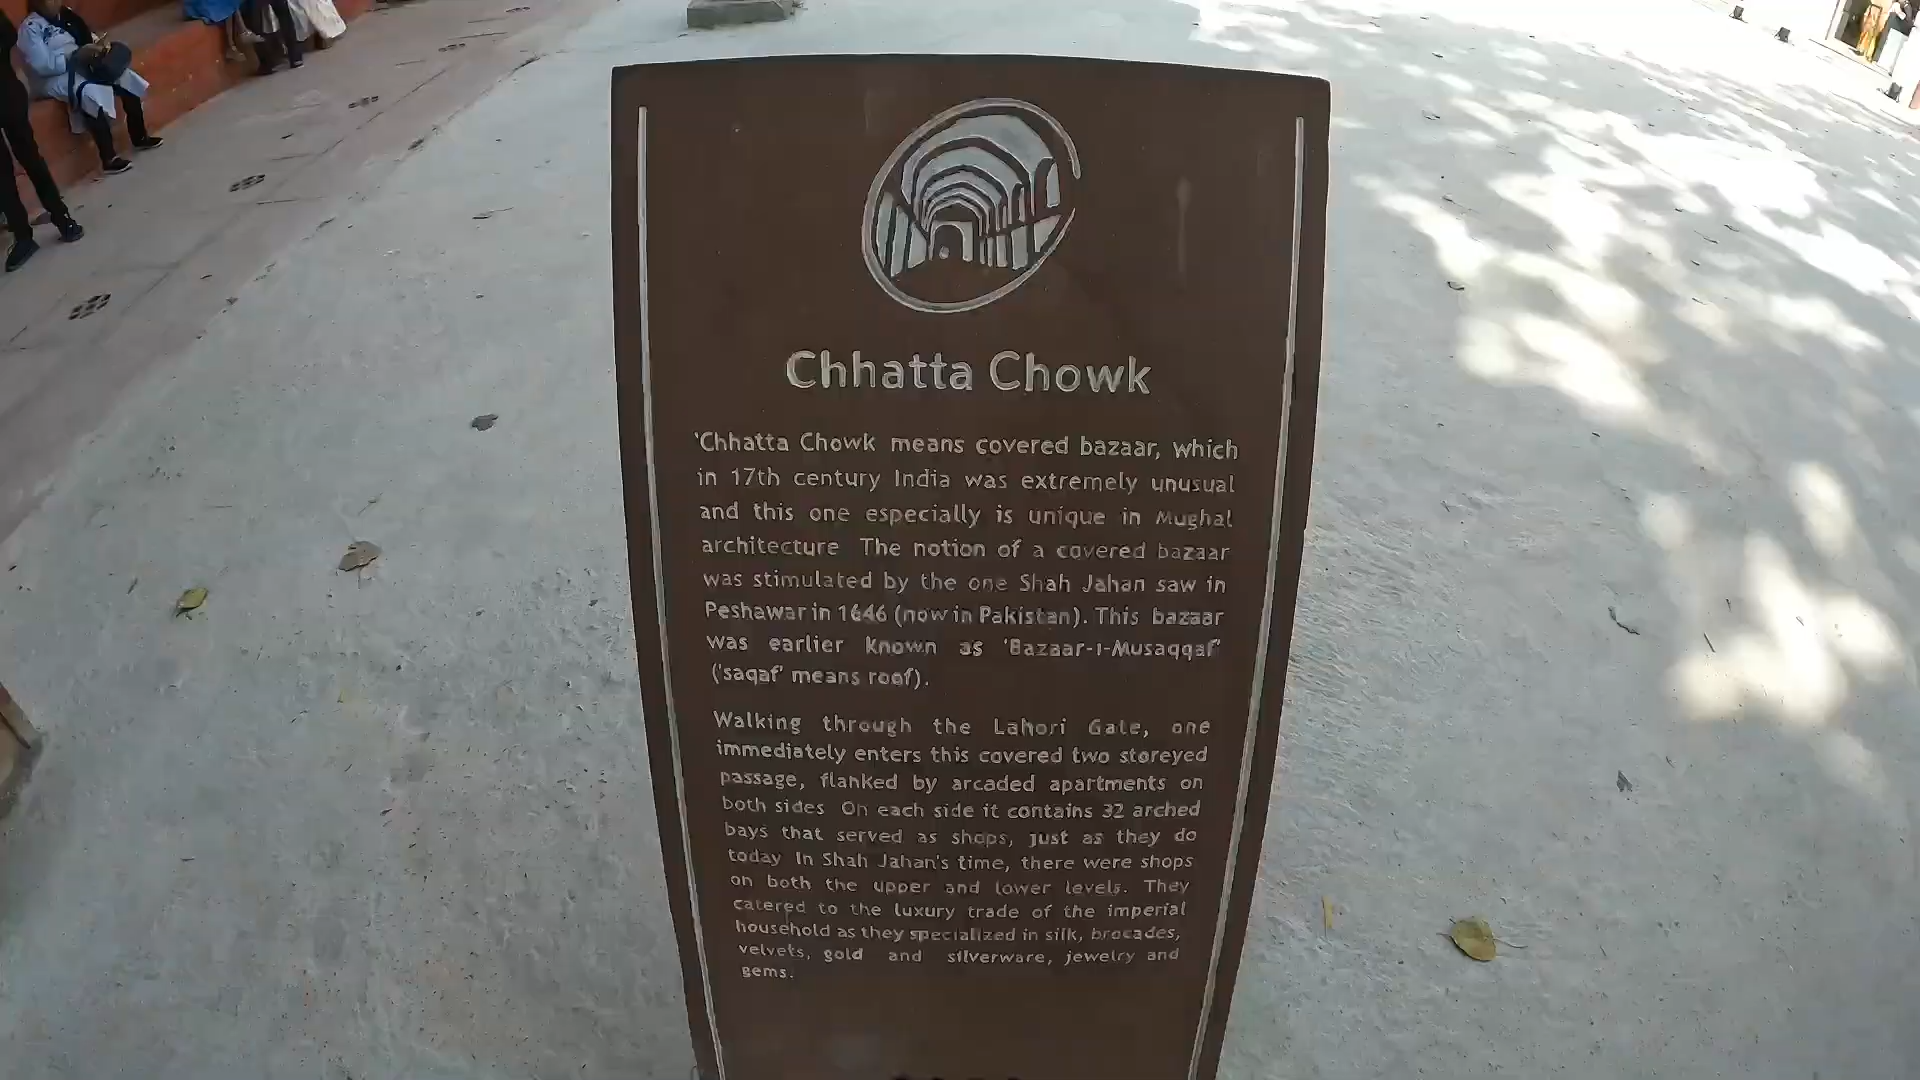 Chhatta Chowk
'Chhatta Chowk means covered bazaar, which
in 17th century India was extremely unusual
and this one especially is unique in Mughal
architecture The notion of a covered bazaar
was stimulated by the one Shah Jahan saw in
Peshawar in 1646 (now in Pakistan). This bazaar
was earlier known as 'Bazaar-i-Musaqqaf'
('saqaf' means roof).
Walking through the Lahori Gate, one
immediately enters this covered two storeyed
passage, flanked by arcaded apartments on
both sides On each side it contains 32 arched
bays that served as shops, just as they do
today In Shah Jahan's time, there were shops
on both the upper and lower levels. They
catered to the luxury trade of the imperial
household as they specialized in silk, brocades,
velvets, gold and silverware, jewelry and
gems.